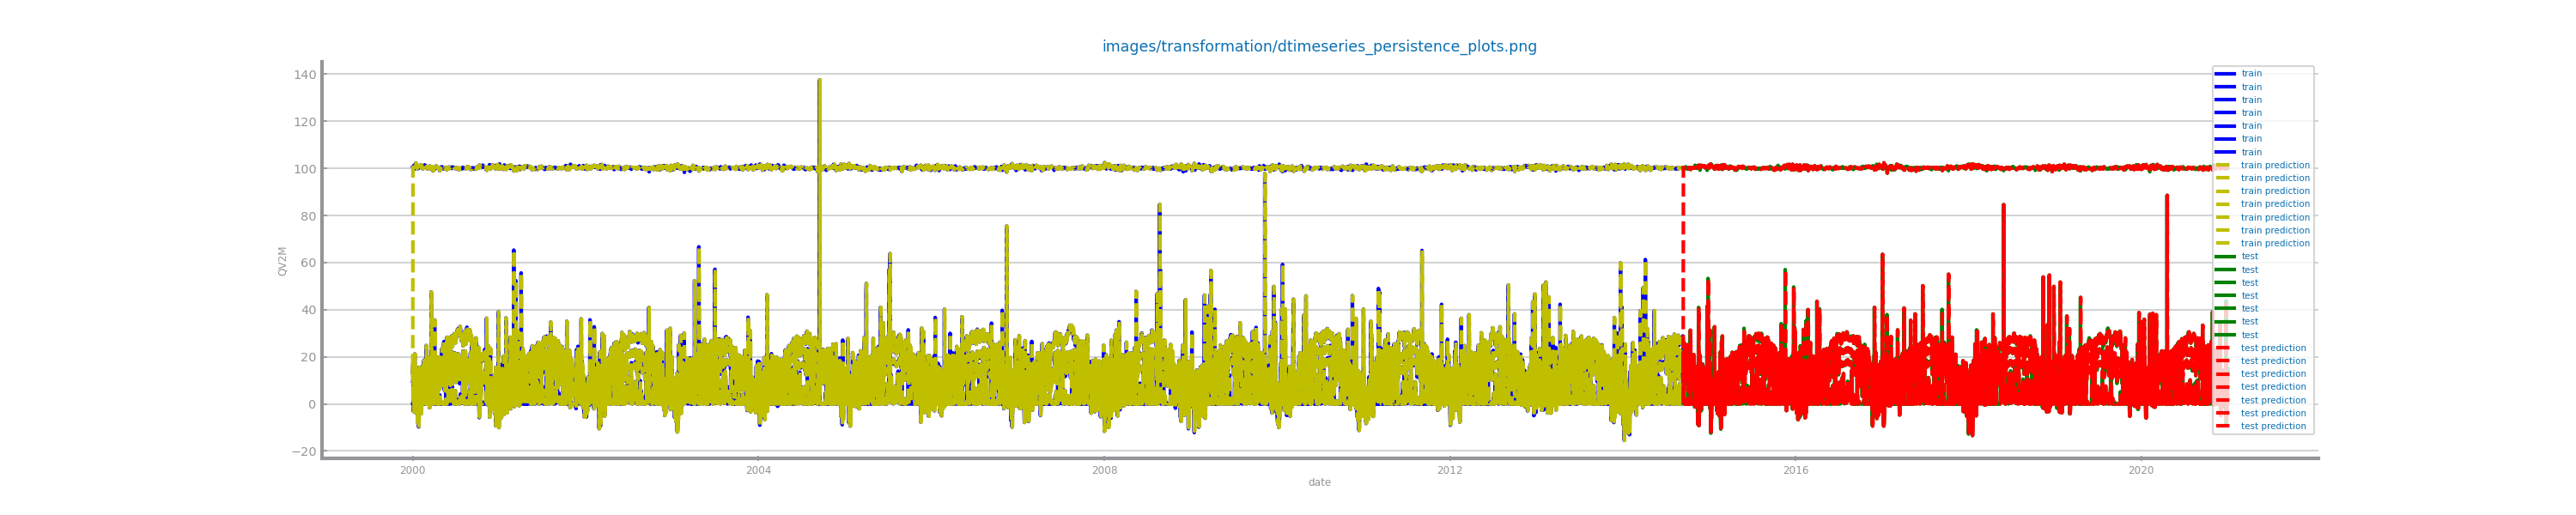 images/transformation/dtimeseries_persistence_plots.png
140
120
100
80
60
40
20
0
−20
QV2M
2000
2004
2008
2012
2016
2020
date
train
train
train
train
train
train
train
train prediction
train prediction
train prediction
train prediction
train prediction
train prediction
train prediction
test
test
test
test
test
test
test
test prediction
test prediction
test prediction
test prediction
test prediction
test prediction
test prediction